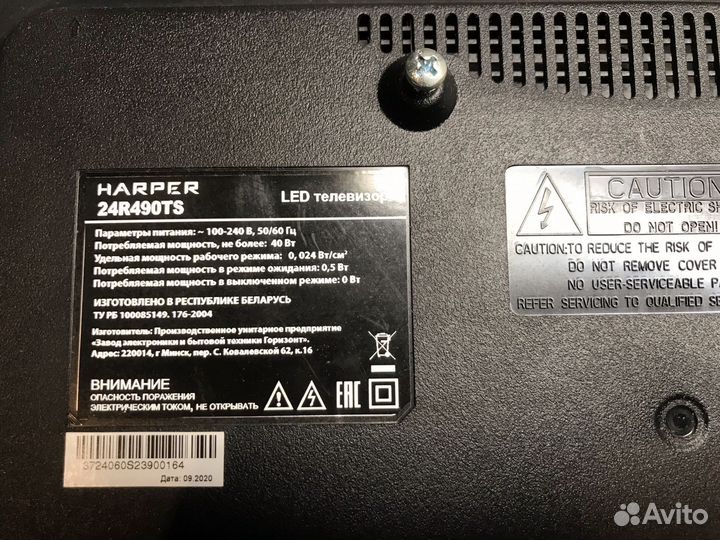 HARPER
24R490TS
LED телевизор
Параметры питания: ~ 100-240 В, 50/60 Гц
Потребляемая мощность, не более: 40 Вт
Удельная мощность рабочего режима: 0, 024 Вт/см²
Потребляемая мощность в режиме ожидания: 0,5 Вт
Потребляемая мощность в выключенном режиме: 0 Вт
ИЗГОТОВЛЕНО В РЕСПУБЛИКЕ БЕЛАРУСЬ
ТУ РБ 100085149. 176-2004
Изготовитель: Производственное унитарное предприятие
«Завод электроники и бытовой техники Горизонт».
Адрес: 220014, г Минск, пер. С. Ковалевской 62, к.16
ВНИМАНИЕ
ОПАСНОСТЬ ПОРАЖЕНИЯ
ЭЛЕКТРИЧЕСКИМ ТОКОМ, НЕ ОТКРЫВАТЬ
EAC
3724060S23900164
Дата: 09.2020
CAUTION
RISK OF ELECTRIC
DO NOT OPEN
CAUTION:TO REDUCE THE RISK OF
DO NOT REMOVE COVER
NO USER-SERVICEABLE
REFER SERVICING TO QUALIFIED
Avito